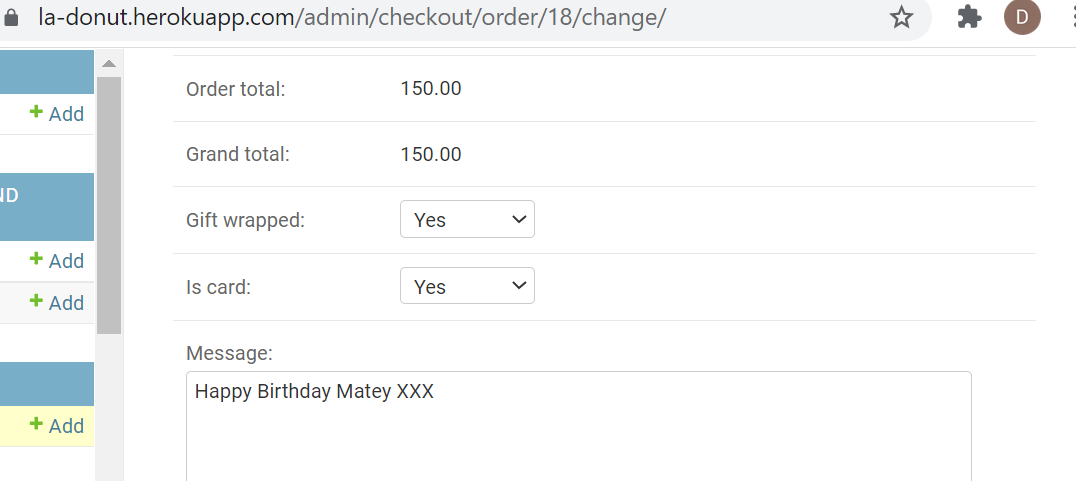 la-donut.herokuapp.com/admin/checkout/order/18/change/
D
Add
ND
Add
Add
Add
Order total: 150.00
Grand total: 150.00
Gift wrapped: Yes
Is card: Yes
Message:
Happy Birthday Matey XXX